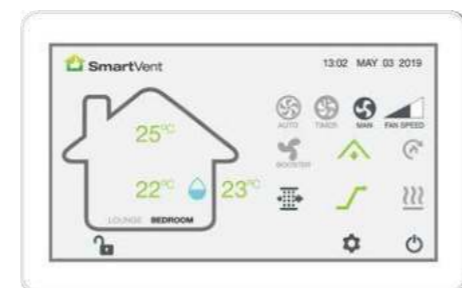 SmartVent
13:02 MAY 03 2019
AUTO TIMER MAN FAN SPEED
25°C
BOOSTER
22°C 23°C
LOUNGE BEDROOM